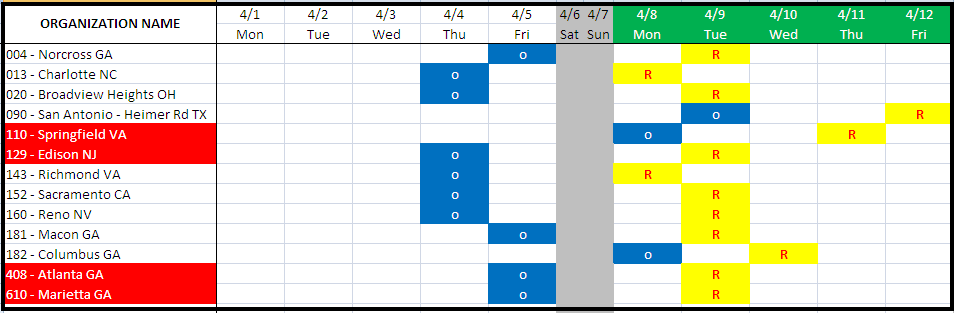 ORGANIZATION NAME 4/1 4/2 4/3 4/4 4/5 4/6 4/7 4/8 4/9 4/10 4/11 4/12
Mon Tue Wed Thu Fri Sat Sun Mon Tue Wed Thu Fri
004 - Norcross GA o R
013 - Charlotte NC o R
020 - Broadview Heights OH o R
090 - San Antonio - Heimer Rd TX o R
110 - Springfield VA o R
129 - Edison NJ o R
143 - Richmond VA o R
152 - Sacramento CA o R
160 - Reno NV o R
181 - Macon GA o R
182 - Columbus GA o R
408 - Atlanta GA o R
610 - Marietta GA o R